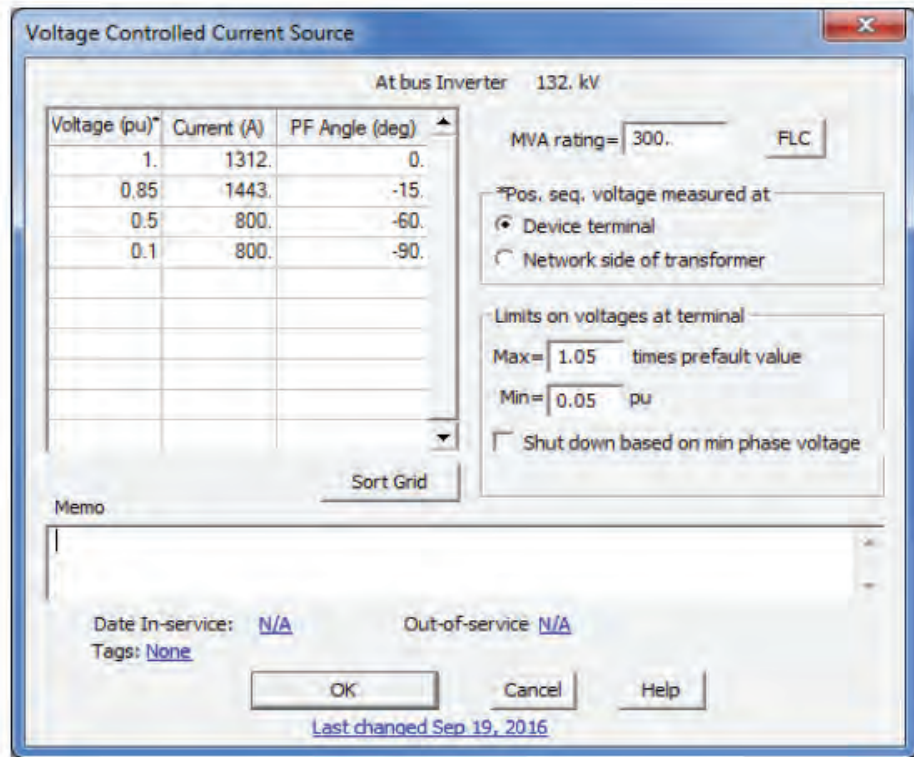 Voltage Controlled Current Source
At bus Inverter 132. kV
Voltage (pu)* Current (A) PF Angle (deg)
1. 1312. 0.
0.85 1443. -15.
0.5 800. -60.
0.1 800. -90.
Sort Grid
MVA rating= 300. FLC
*Pos. seq. voltage measured at
Device terminal
Network side of transformer
Limits on voltages at terminal
Max= 1.05 times prefault value
Min= 0.05 pu
Shut down based on min phase voltage
Memo
Date In-service: N/A Out-of-service N/A
Tags: None
OK Cancel Help
Last changed Sep 19, 2016